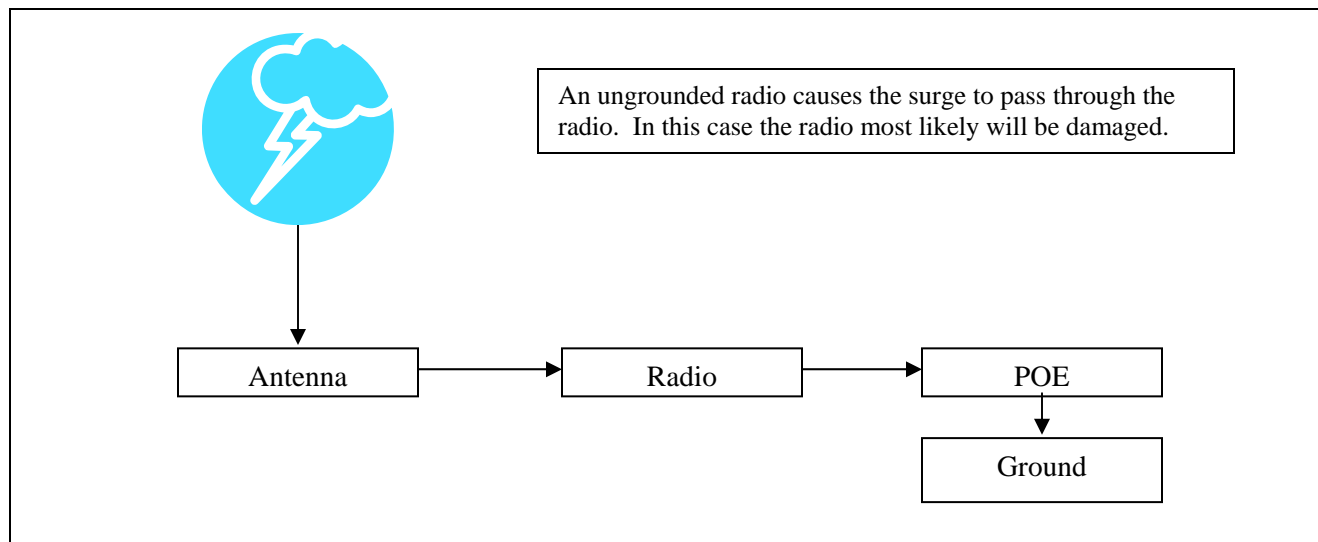 An ungrounded radio causes the surge to pass through the
radio.  In this case the radio most likely will be damaged.
Antenna
Radio
POE
Ground